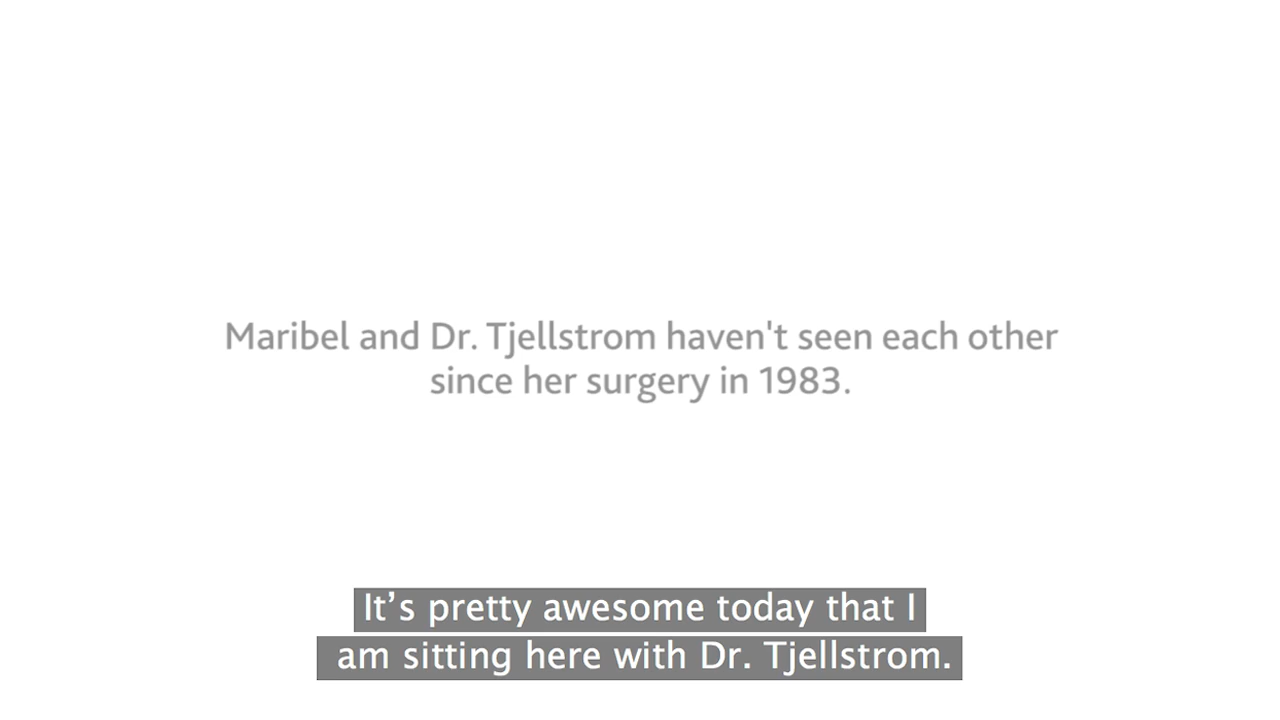 Maribel and Dr. Tjellstrom haven't seen each other
since her surgery in 1983.
It’s pretty awesome today that I
am sitting here with Dr. Tjellstrom.